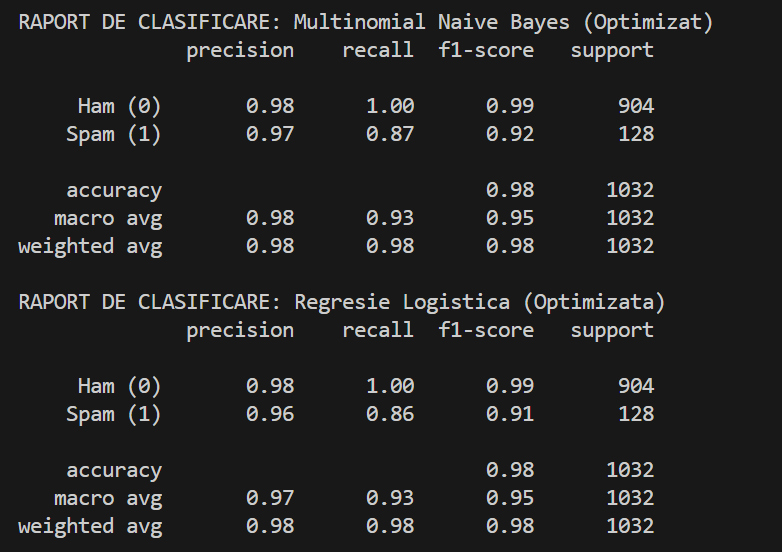 RAPORT DE CLASIFICARE: Multinomial Naive Bayes (Optimizat)
precision recall f1-score support
Ham (0) 0.98 1.00 0.99 904
Spam (1) 0.97 0.87 0.92 128
accuracy 0.98 1032
macro avg 0.98 0.93 0.95 1032
weighted avg 0.98 0.98 0.98 1032
RAPORT DE CLASIFICARE: Regresie Logistica (Optimizata)
precision recall f1-score support
Ham (0) 0.98 1.00 0.99 904
Spam (1) 0.96 0.86 0.91 128
accuracy 0.98 1032
macro avg 0.97 0.93 0.95 1032
weighted avg 0.98 0.98 0.98 1032